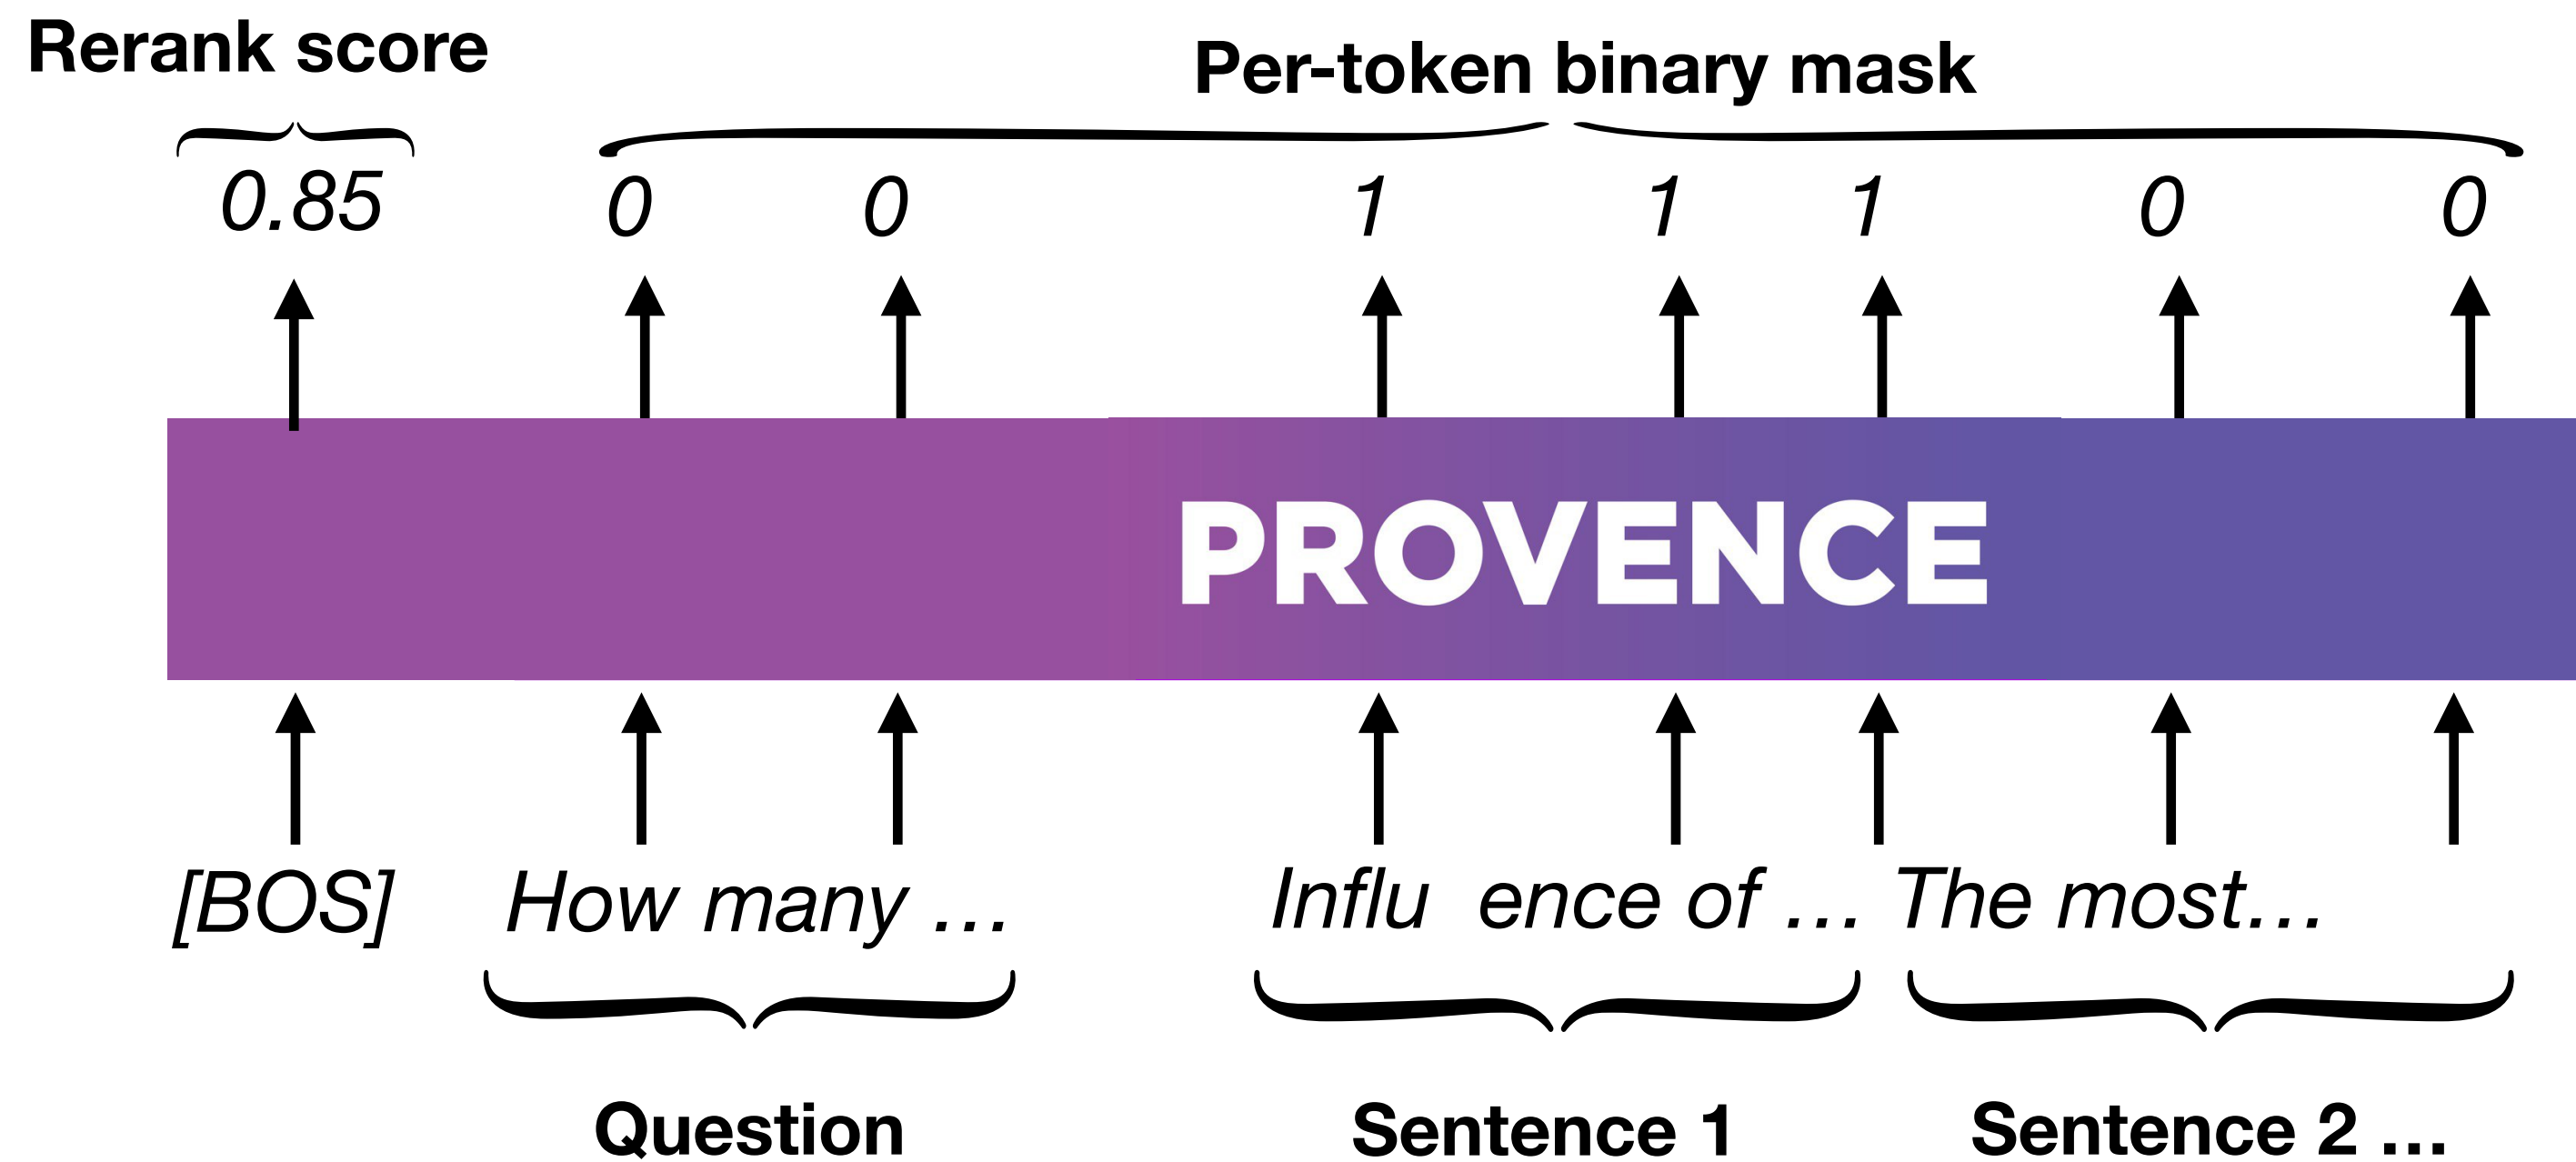 Rerank score
Per-token binary mask
0.85 0 0 1 1 1 0 0
PROVENCE
[BOS] How many ... Influ ence of ... The most...
Question Sentence 1 Sentence 2 ...